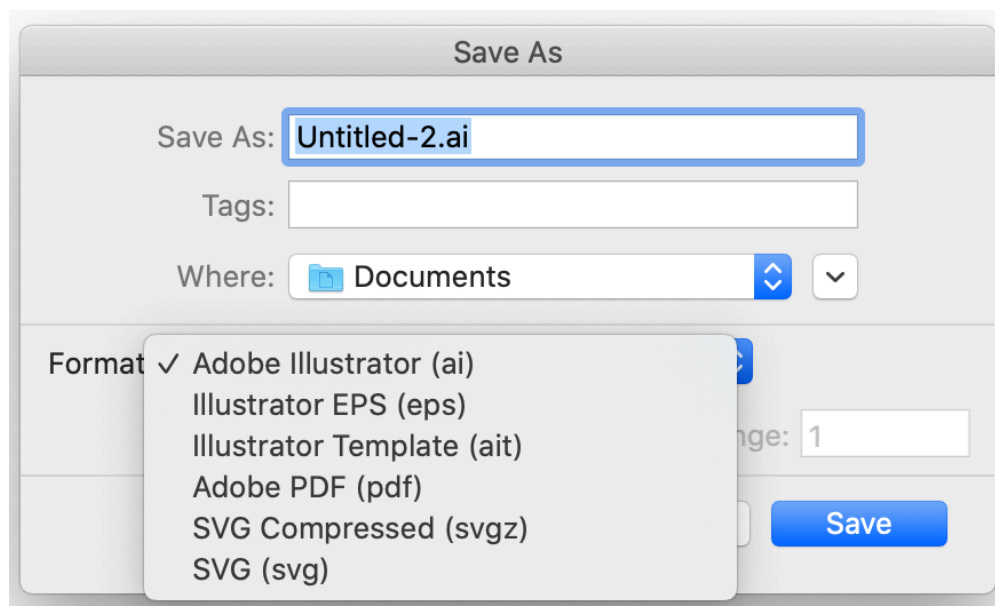 Save As
Save As: Untitled-2.ai
Tags:
Where: Documents
Format
✓ Adobe Illustrator (ai)
Illustrator EPS (eps)
Illustrator Template (ait)
Adobe PDF (pdf)
SVG Compressed (svgz)
SVG (svg)
nge: 1
Save